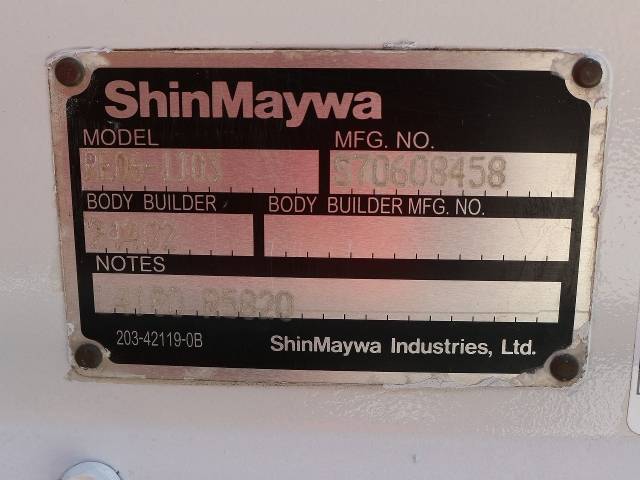 ShinMaywa
MODEL MFG. NO.
S70608458
BODY BUILDER BODY BUILDER MFG. NO.
NOTES
203-42119-0B ShinMaywa Industries, Ltd.